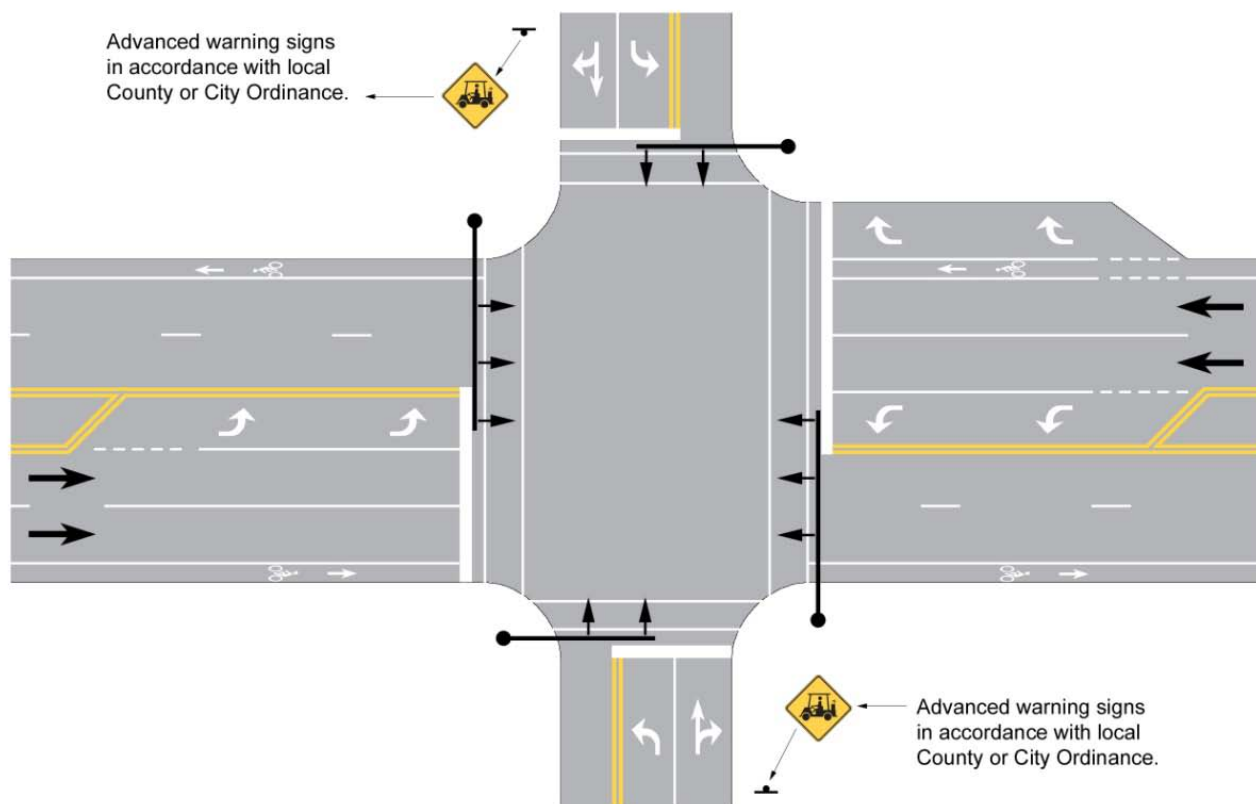 Advanced warning signs
in accordance with local
County or City Ordinance.
Advanced warning signs
in accordance with local
County or City Ordinance.